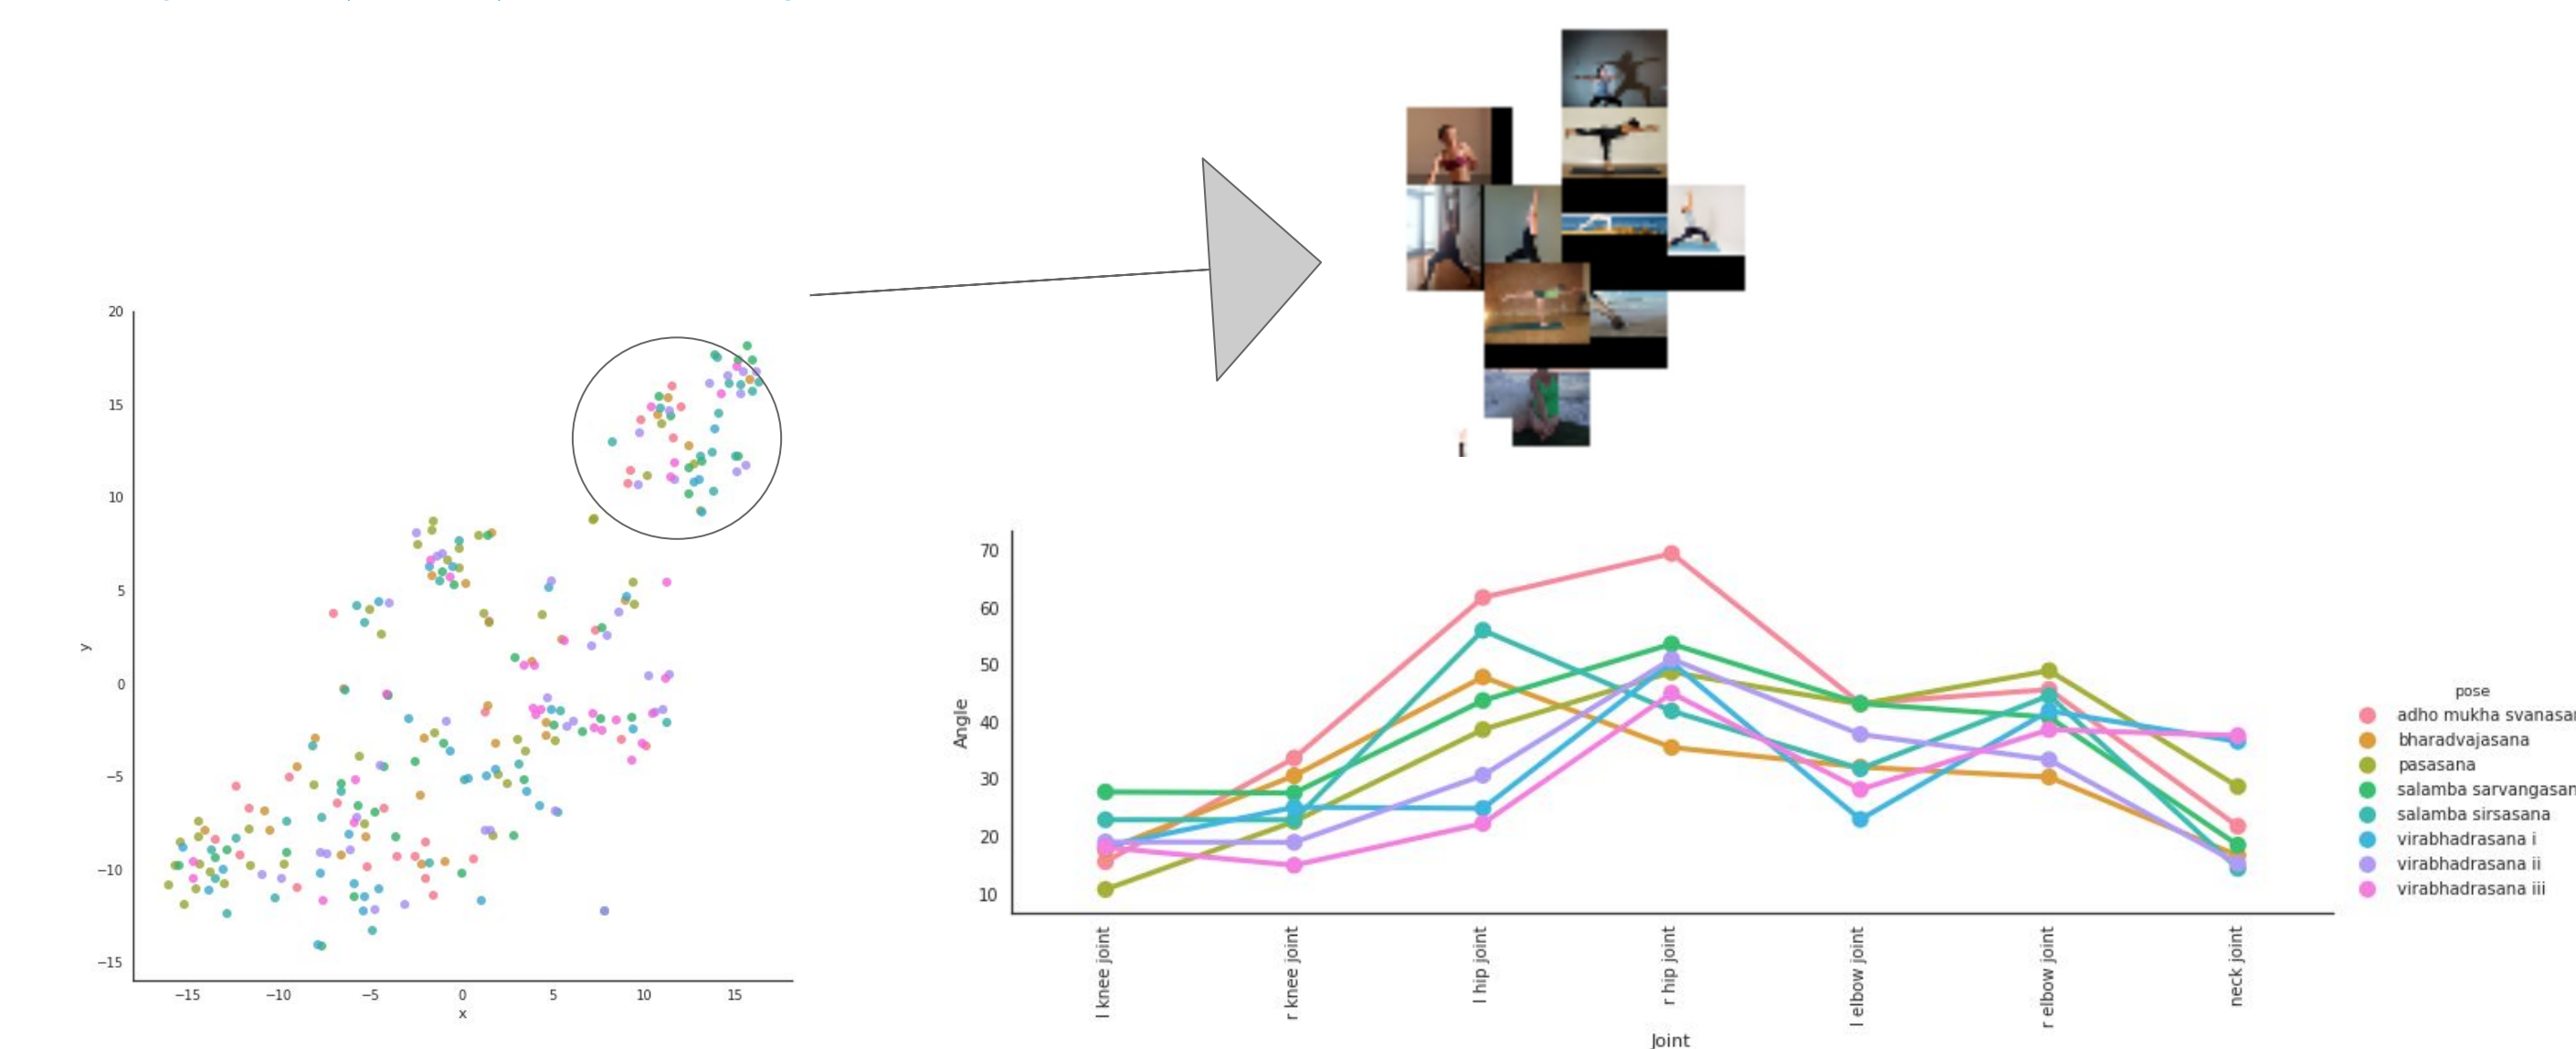 20
15
10
5
0
−5
−10
−15
y
−15 −10 −5 0 5 10 15
x
70
60
50
40
30
20
10
Angle
l knee joint
r knee joint
l hip joint
r hip joint
l elbow joint
r elbow joint
neck joint
Joint
pose
adho mukha svanasan
bharadvajasana
pasasana
salamba sarvangasan
salamba sirsasana
virabhadrasana i
virabhadrasana ii
virabhadrasana iii